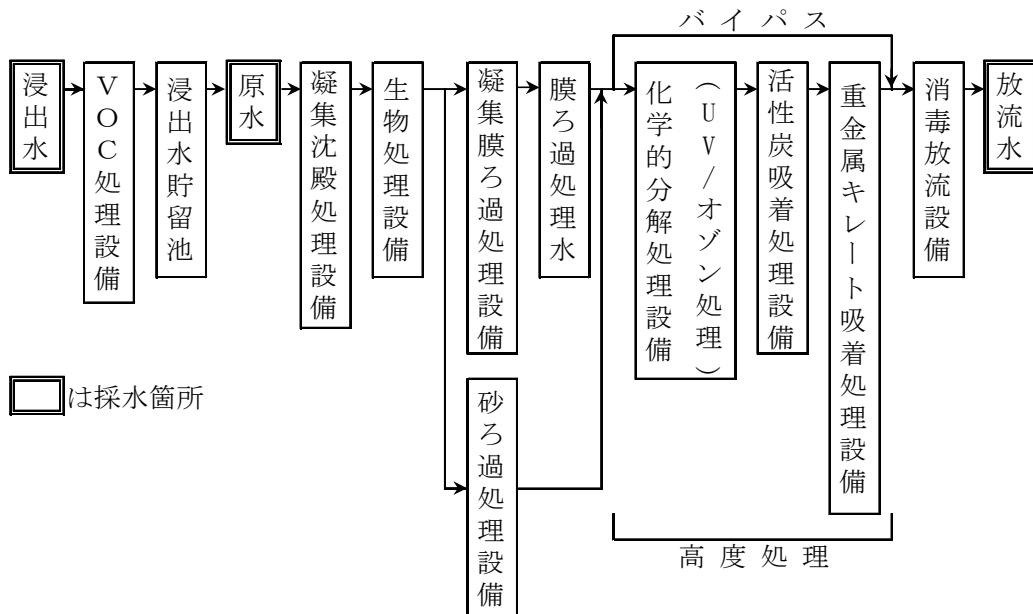 バイパス
浸出水
VOC処理設備
浸出水貯留池
原水
凝集沈殿処理設備
生物処理設備
凝集膜ろ過処理設備
膜ろ過処理水
化学的分解処理設備
(UV/オゾン処理)
活性炭吸着処理設備
重金属キレート吸着処理設備
消毒放流設備
放流水
は採水箇所
砂ろ過処理設備
高度処理